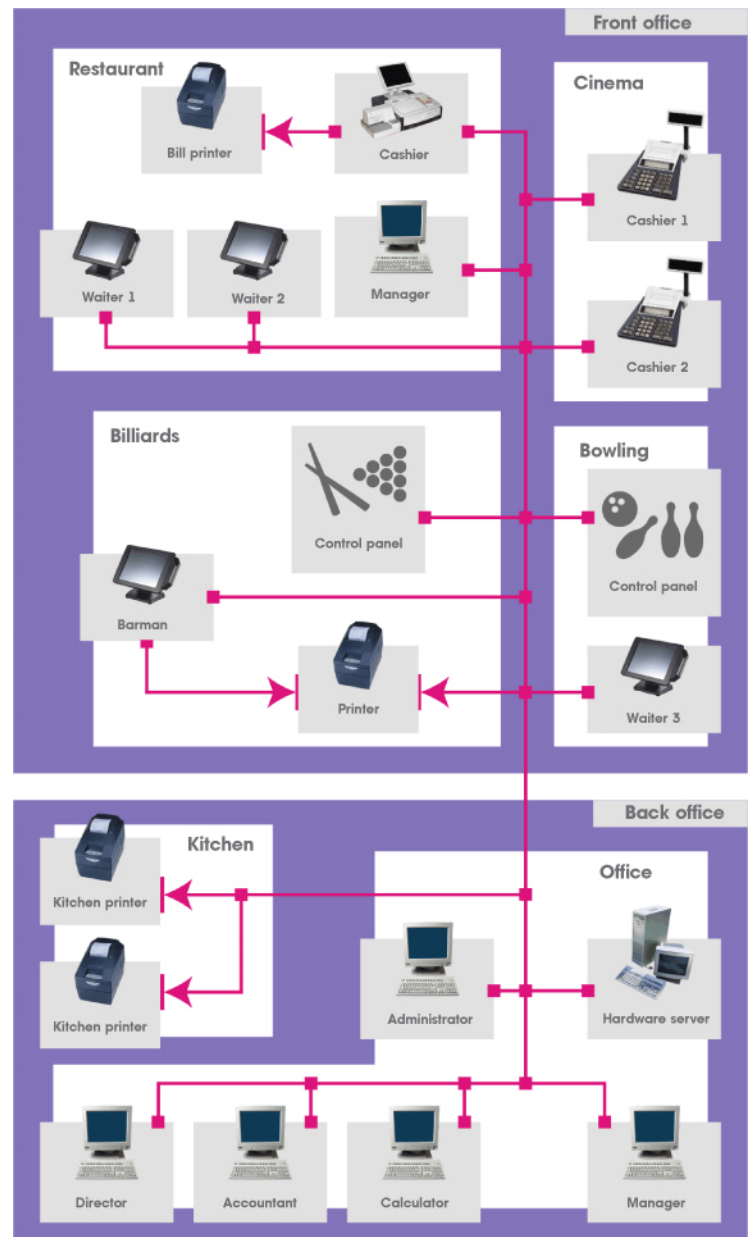 Front office
Restaurant
Cinema
Bill printer
Cashier
Cashier 1
Waiter 1
Waiter 2
Manager
Cashier 2
Billiards
Bowling
Control panel
Control panel
Barman
Printer
Waiter 3
Back office
Kitchen
Office
Kitchen printer
Kitchen printer
Administrator
Hardware server
Director
Accountant
Calculator
Manager